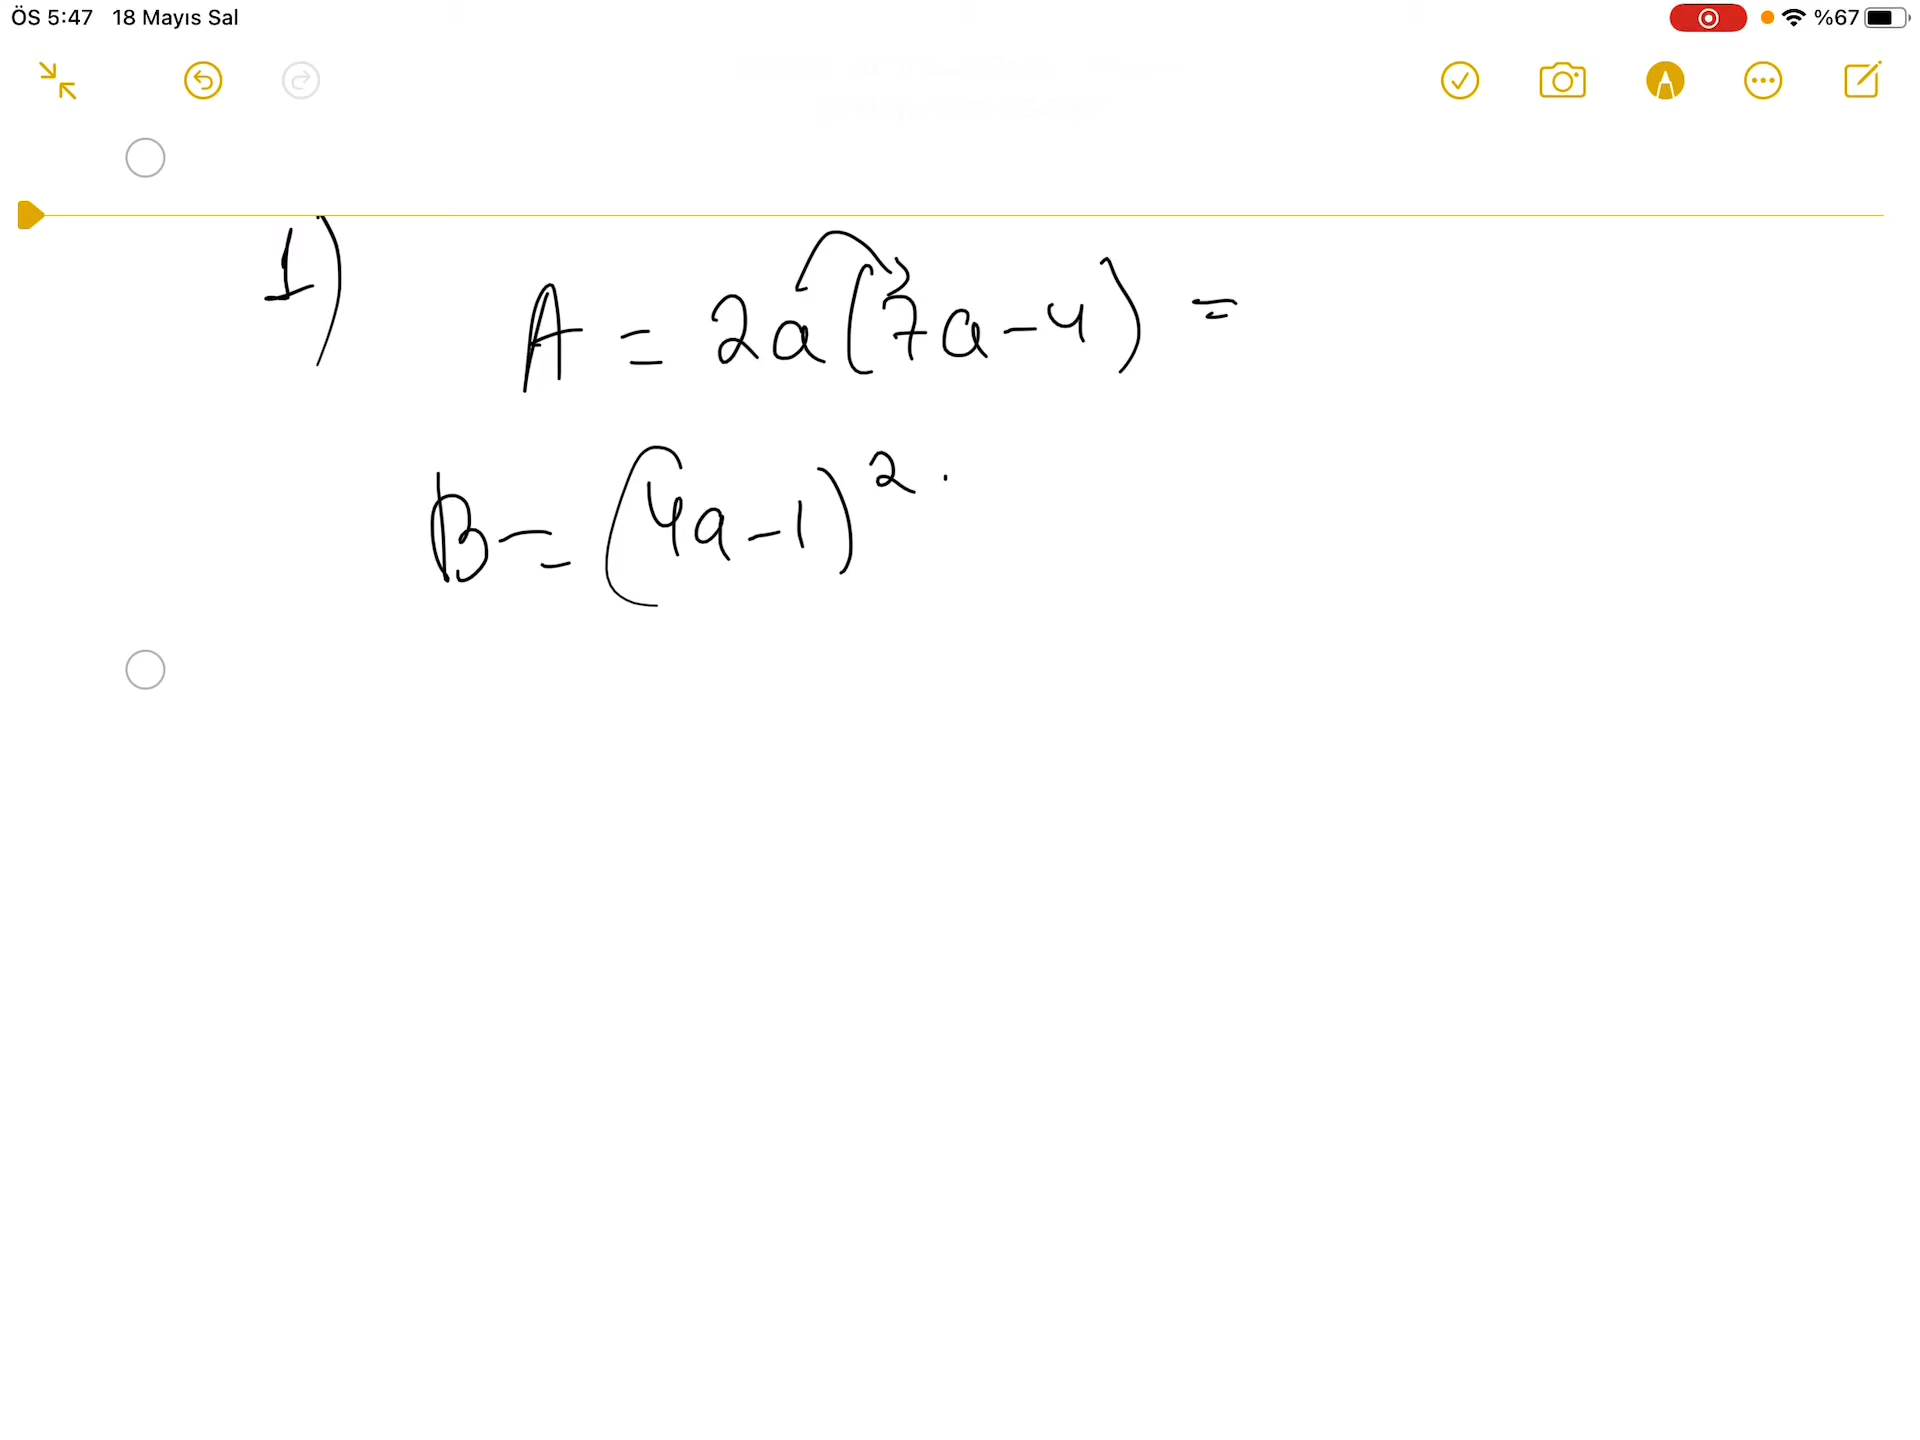 ÖS 5:47 18 Mayıs Sal %67
1) A = 2a(7a-4) =
B = (4a-1)² .